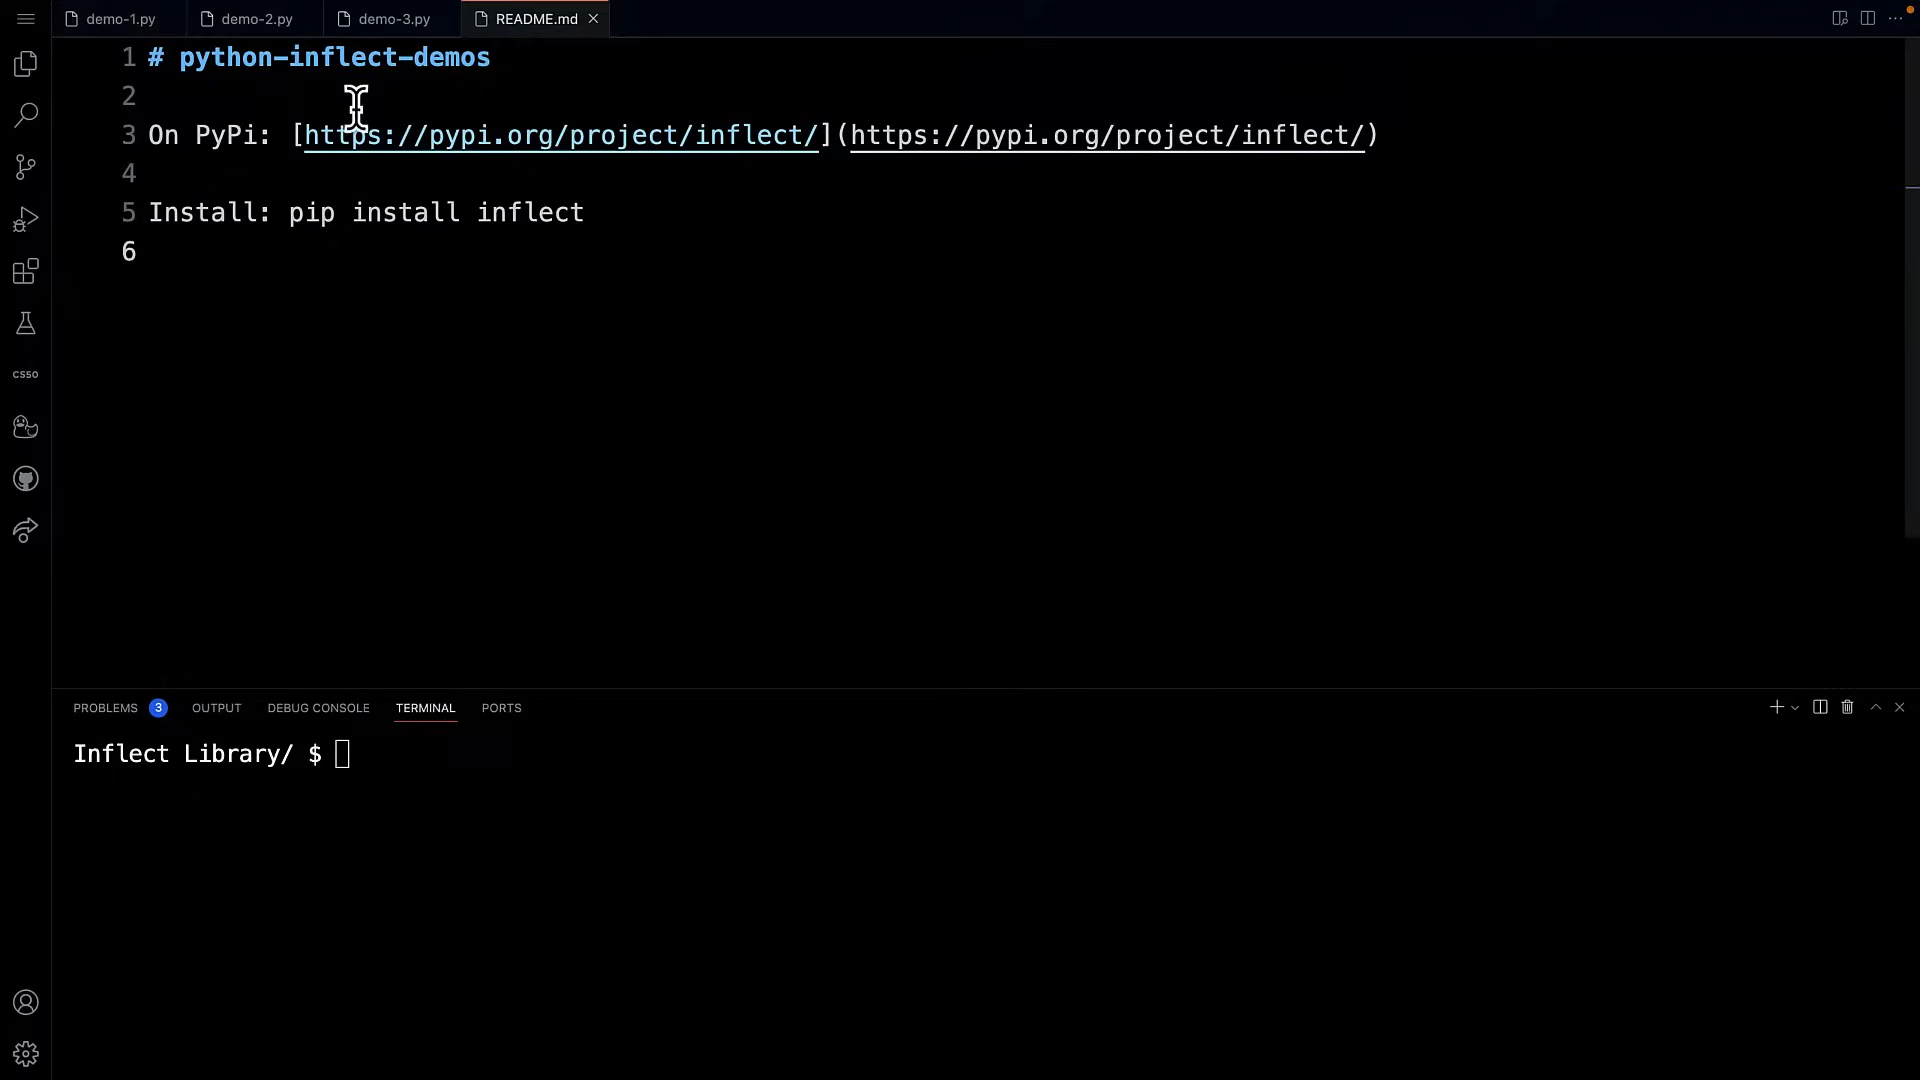 demo-1.py demo-2.py demo-3.py README.md
1 # python-inflect-demos
2
3 On PyPi: [https://pypi.org/project/inflect/](https://pypi.org/project/inflect/)
4
5 Install: pip install inflect
6
CSSO
PROBLEMS 3 OUTPUT DEBUG CONSOLE TERMINAL PORTS
Inflect Library/ $